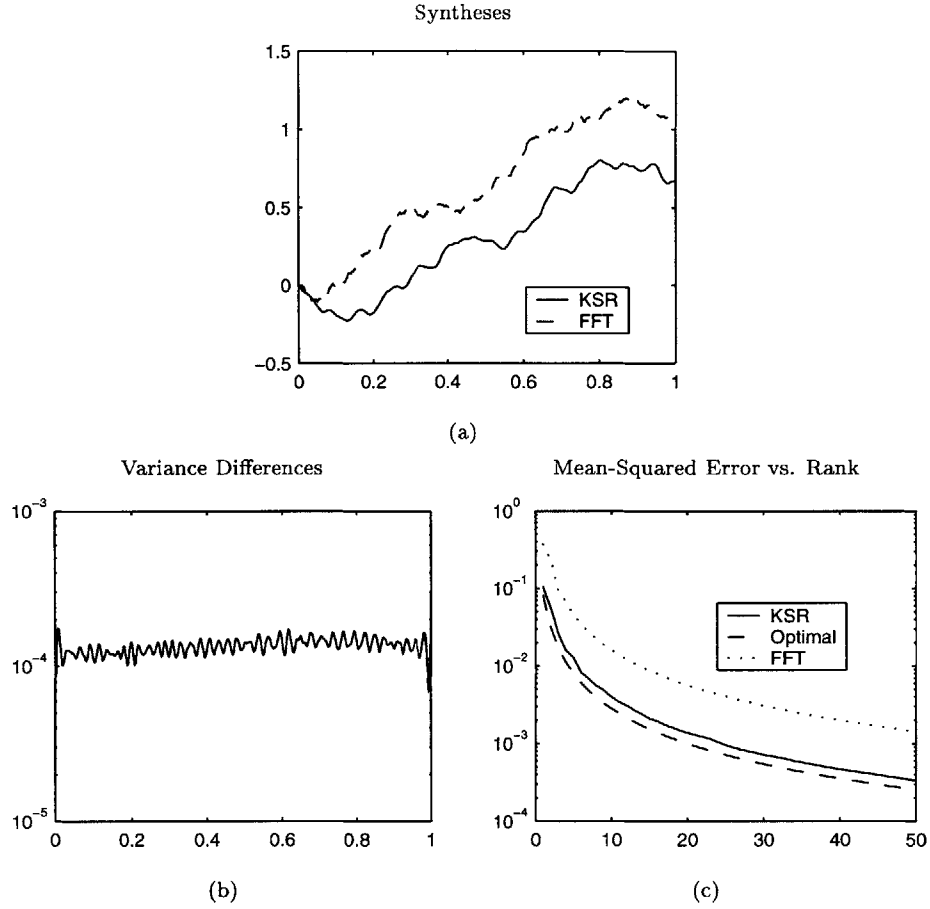 Syntheses
1.5
1
0.5
0
−0.5
0 0.2 0.4 0.6 0.8 1
KSR
FFT
(a)
Variance Differences
10^-3
10^-4
10^-5
0 0.2 0.4 0.6 0.8 1
(b)
Mean-Squared Error vs. Rank
10^0
10^-1
10^-2
10^-3
10^-4
0 10 20 30 40 50
KSR
Optimal
FFT
(c)